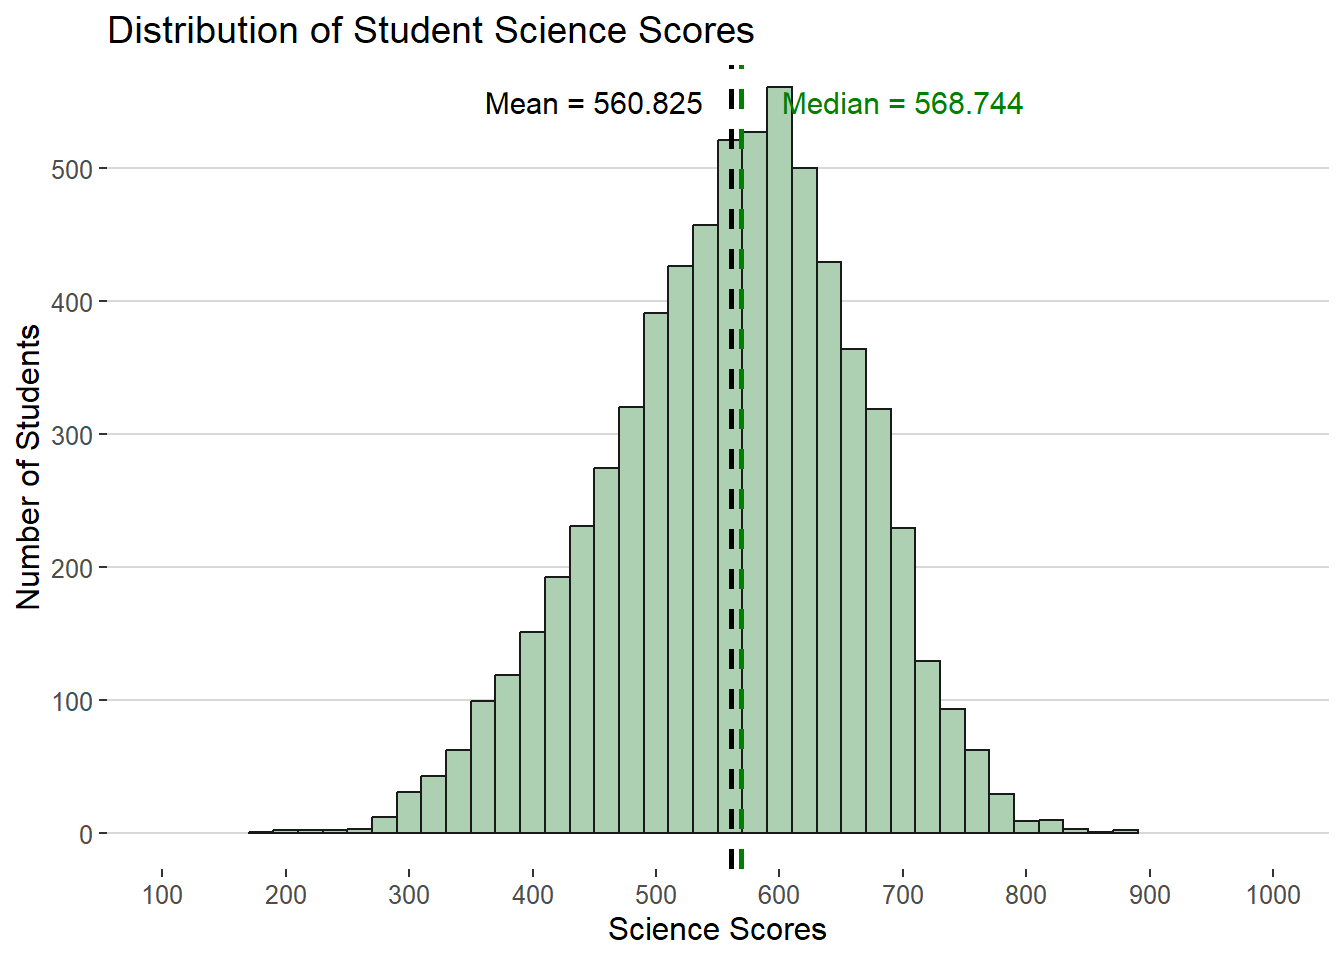 Distribution of Student Science Scores
Mean = 560.825
Median = 568.744
Number of Students
500
400
300
200
100
0
100 200 300 400 500 600 700 800 900 1000
Science Scores